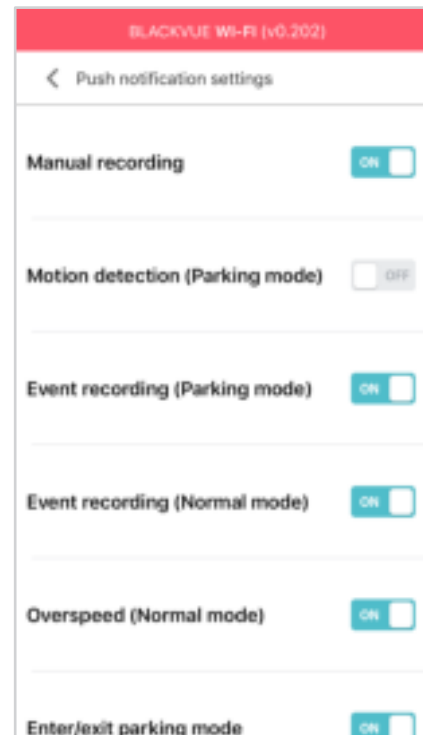 BLACKVUE WI-FI (v0.202)
Push notification settings
Manual recording ON
Motion detection (Parking mode) OFF
Event recording (Parking mode) ON
Event recording (Normal mode) ON
Overspeed (Normal mode) ON
Enter/exit parking mode ON